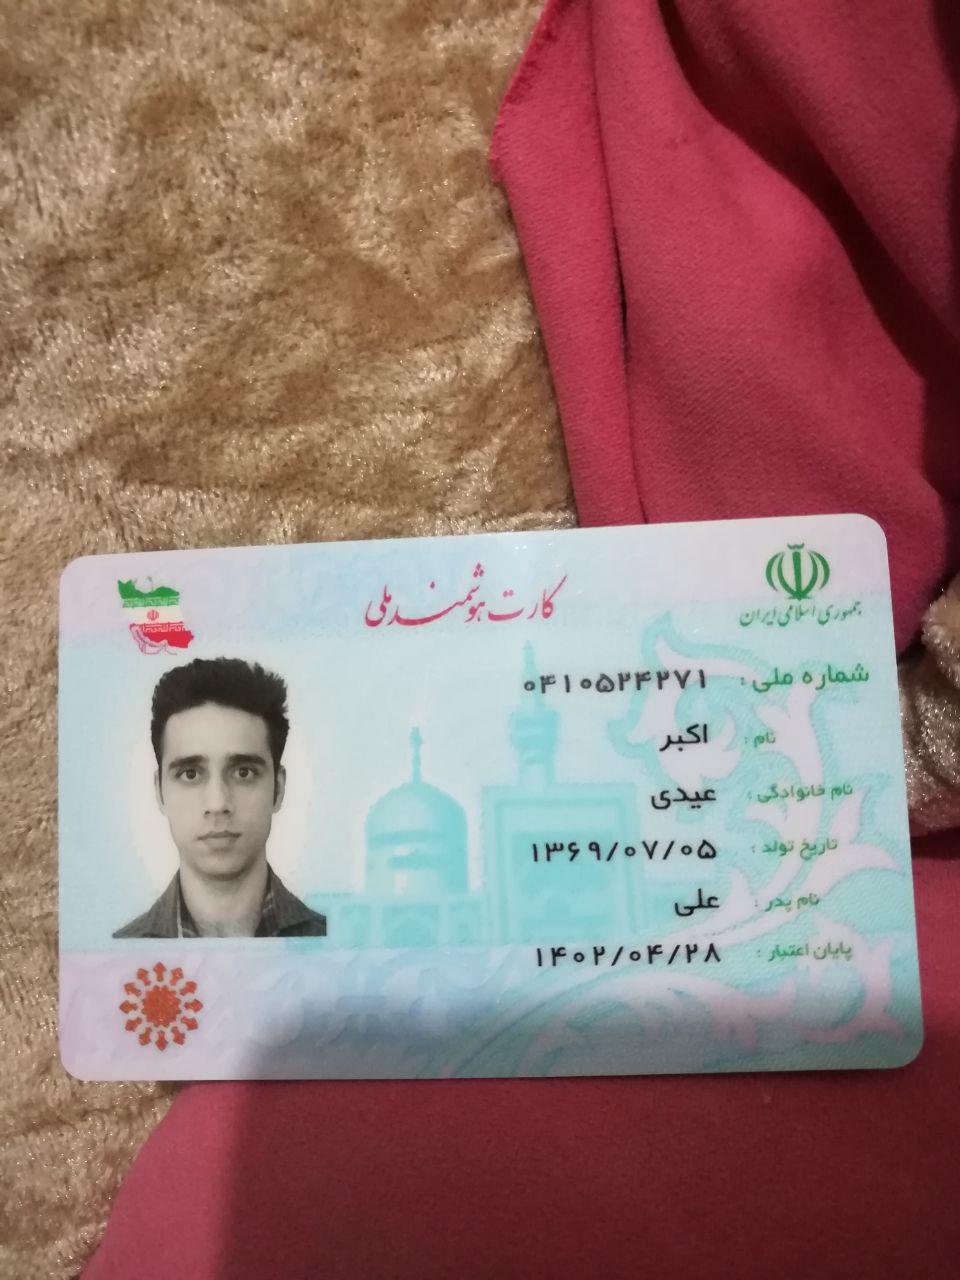 کارت هوشمند ملی
جمهوری اسلامی ایران
شماره ملی : ۰۴۱۰۵۲۴۲۷۱
نام : اکبر
نام خانوادگی : عیدی
تاریخ تولد : ۱۳۶۹/۰۷/۰۵
نام پدر : علی
پایان اعتبار : ۱۴۰۲/۰۴/۲۸